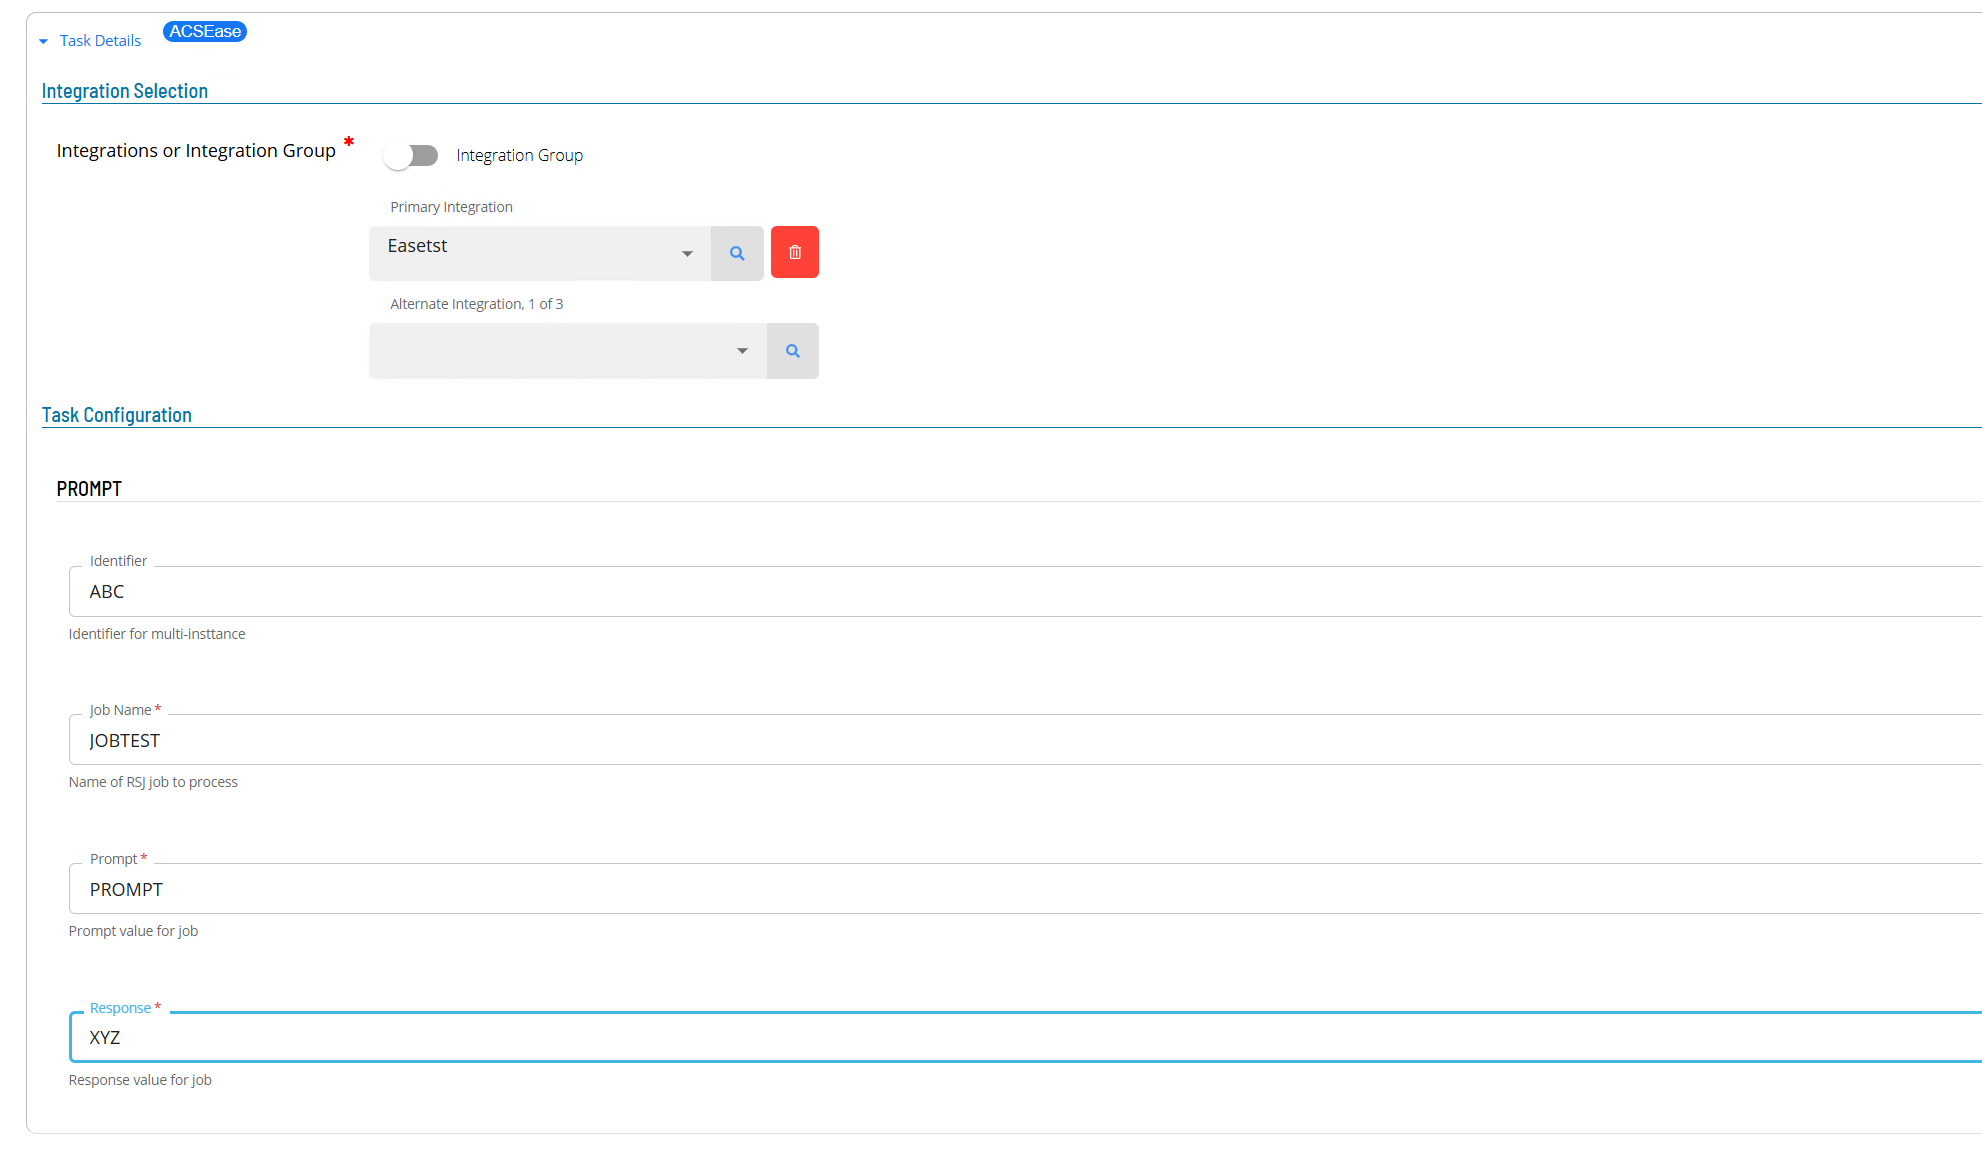 Task Details ACSEase
Integration Selection
Integrations or Integration Group * Integration Group
Primary Integration
Easetst
Alternate Integration, 1 of 3
Task Configuration
PROMPT
Identifier
ABC
Identifier for multi-insttance
Job Name *
JOBTEST
Name of RSJ job to process
Prompt *
PROMPT
Prompt value for job
Response *
XYZ
Response value for job